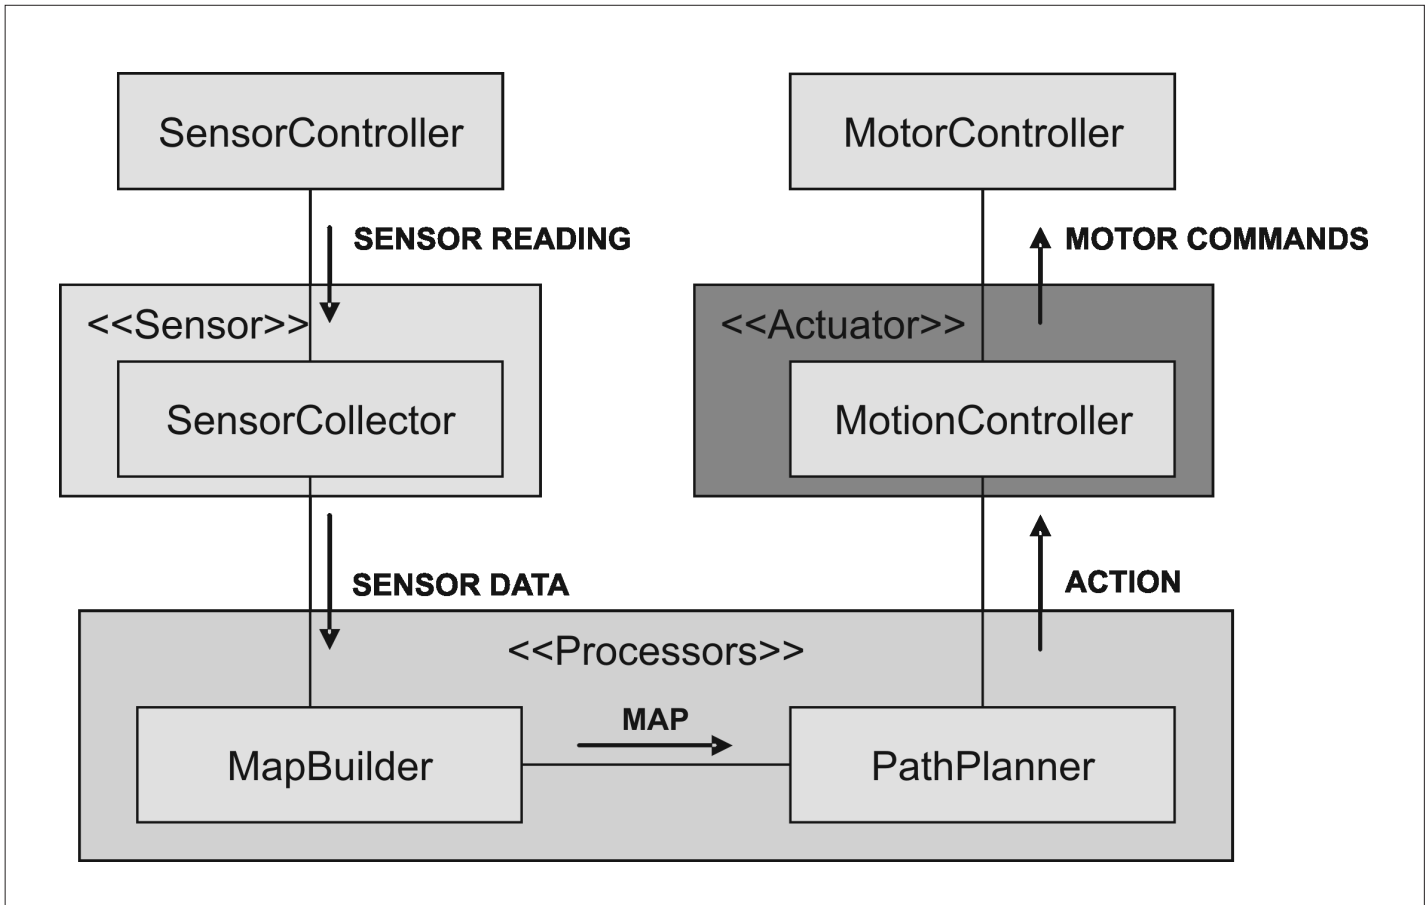 SensorController
MotorController
SENSOR READING
MOTOR COMMANDS
<<Sensor>>
<<Actuator>>
SensorCollector
MotionController
SENSOR DATA
ACTION
<<Processors>>
MAP
MapBuilder
PathPlanner